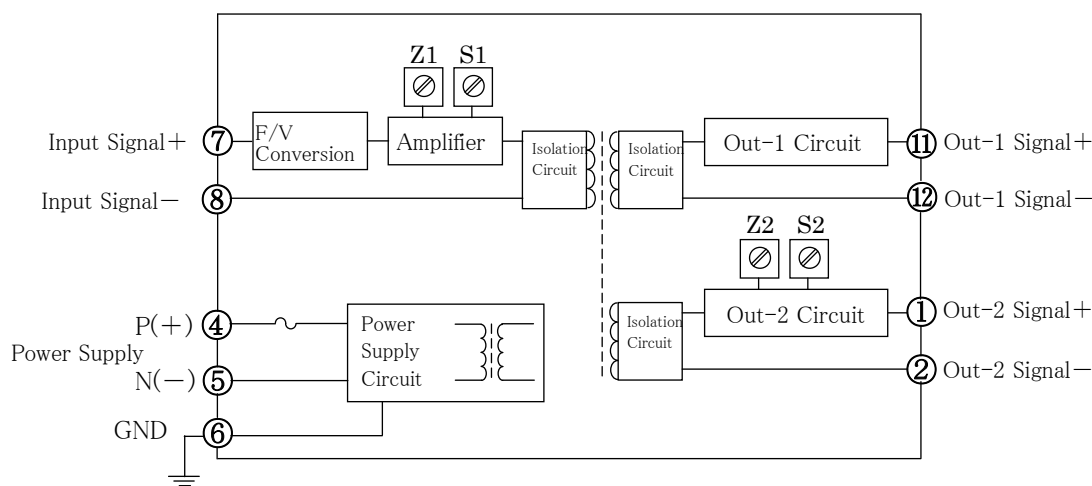 Z1 S1
Input Signal+ ⑦ F/V
Conversion
Amplifier
Isolation
Circuit
Isolation
Circuit
Out-1 Circuit
⑪ Out-1 Signal+
Input Signal− ⑧
⑫ Out-1 Signal−
Z2 S2
P(+) ④
Power
Supply
Circuit
Isolation
Circuit
Out-2 Circuit
① Out-2 Signal+
Power Supply
N(−) ⑤
② Out-2 Signal−
GND ⑥